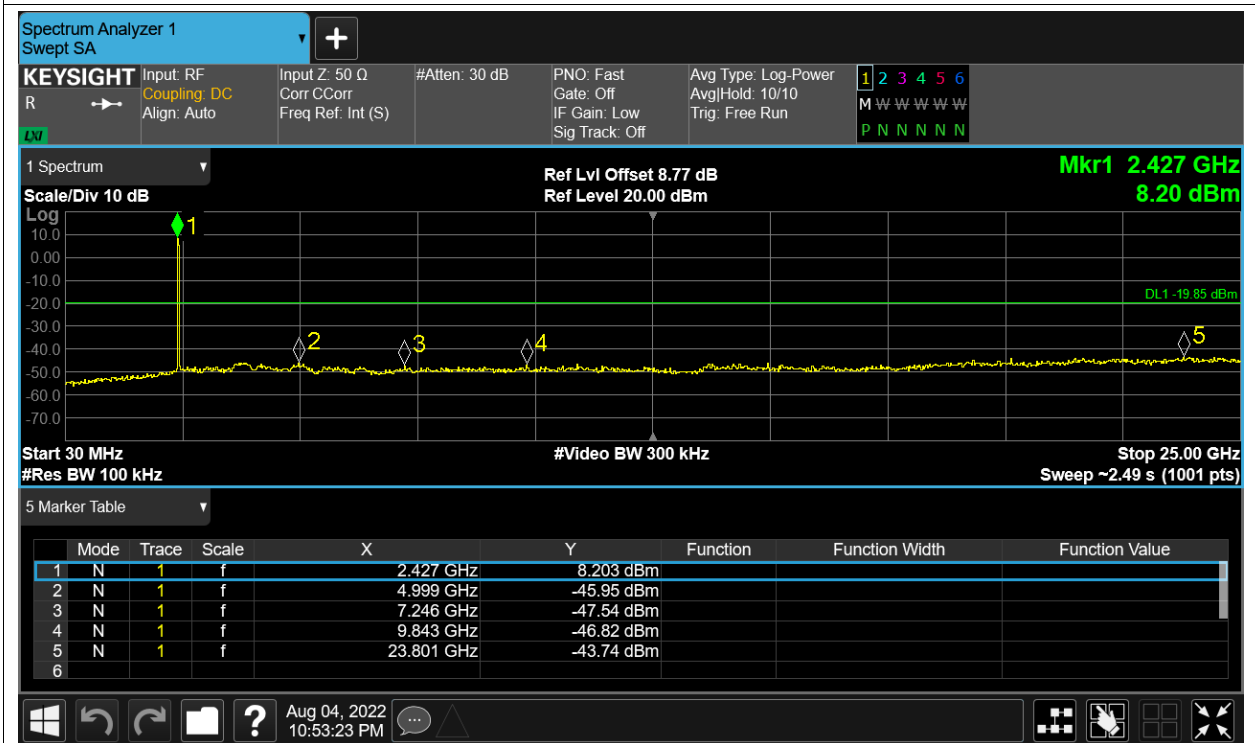 Spectrum Analyzer 1
Swept SA
KEYSIGHT
R
LXI
Input: RF
Coupling: DC
Align: Auto
Input Z: 50 Ω
Corr CCorr
Freq Ref: Int (S)
#Atten: 30 dB
PNO: Fast
Gate: Off
IF Gain: Low
Sig Track: Off
Avg Type: Log-Power
Avg|Hold: 10/10
Trig: Free Run
1 2 3 4 5 6
M W W W W W
P N N N N N
1 Spectrum
Scale/Div 10 dB
Ref Lvl Offset 8.77 dB
Ref Level 20.00 dBm
Mkr1 2.427 GHz
8.20 dBm
Log
10.0
0.00
-10.0
-20.0
-30.0
-40.0
-50.0
-60.0
-70.0
1
2
3
4
5
DL1 -19.85 dBm
Start 30 MHz
#Video BW 300 kHz
Stop 25.00 GHz
#Res BW 100 kHz
Sweep ~2.49 s (1001 pts)
5 Marker Table
Mode Trace Scale X Y Function Function Width Function Value
1 N 1 f 2.427 GHz 8.203 dBm
2 N 1 f 4.999 GHz -45.95 dBm
3 N 1 f 7.246 GHz -47.54 dBm
4 N 1 f 9.843 GHz -46.82 dBm
5 N 1 f 23.801 GHz -43.74 dBm
6
?
Aug 04, 2022
10:53:23 PM